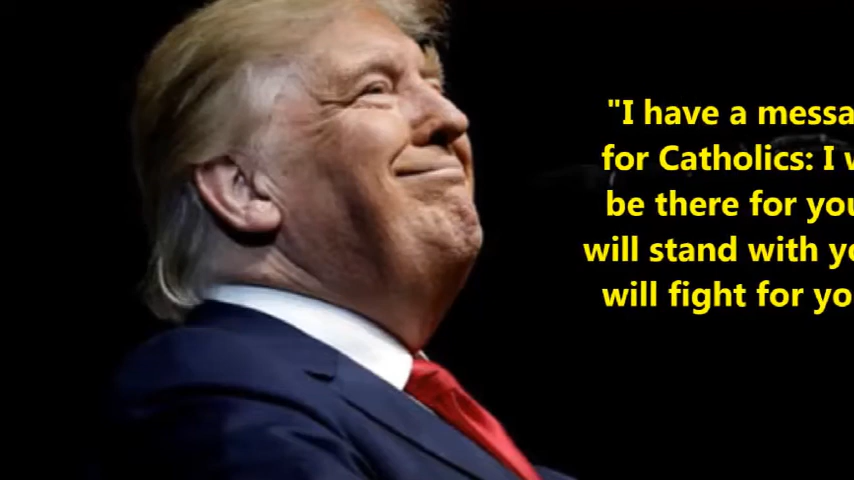 "I have a messa
for Catholics: I w
be there for you
will stand with yo
will fight for yo